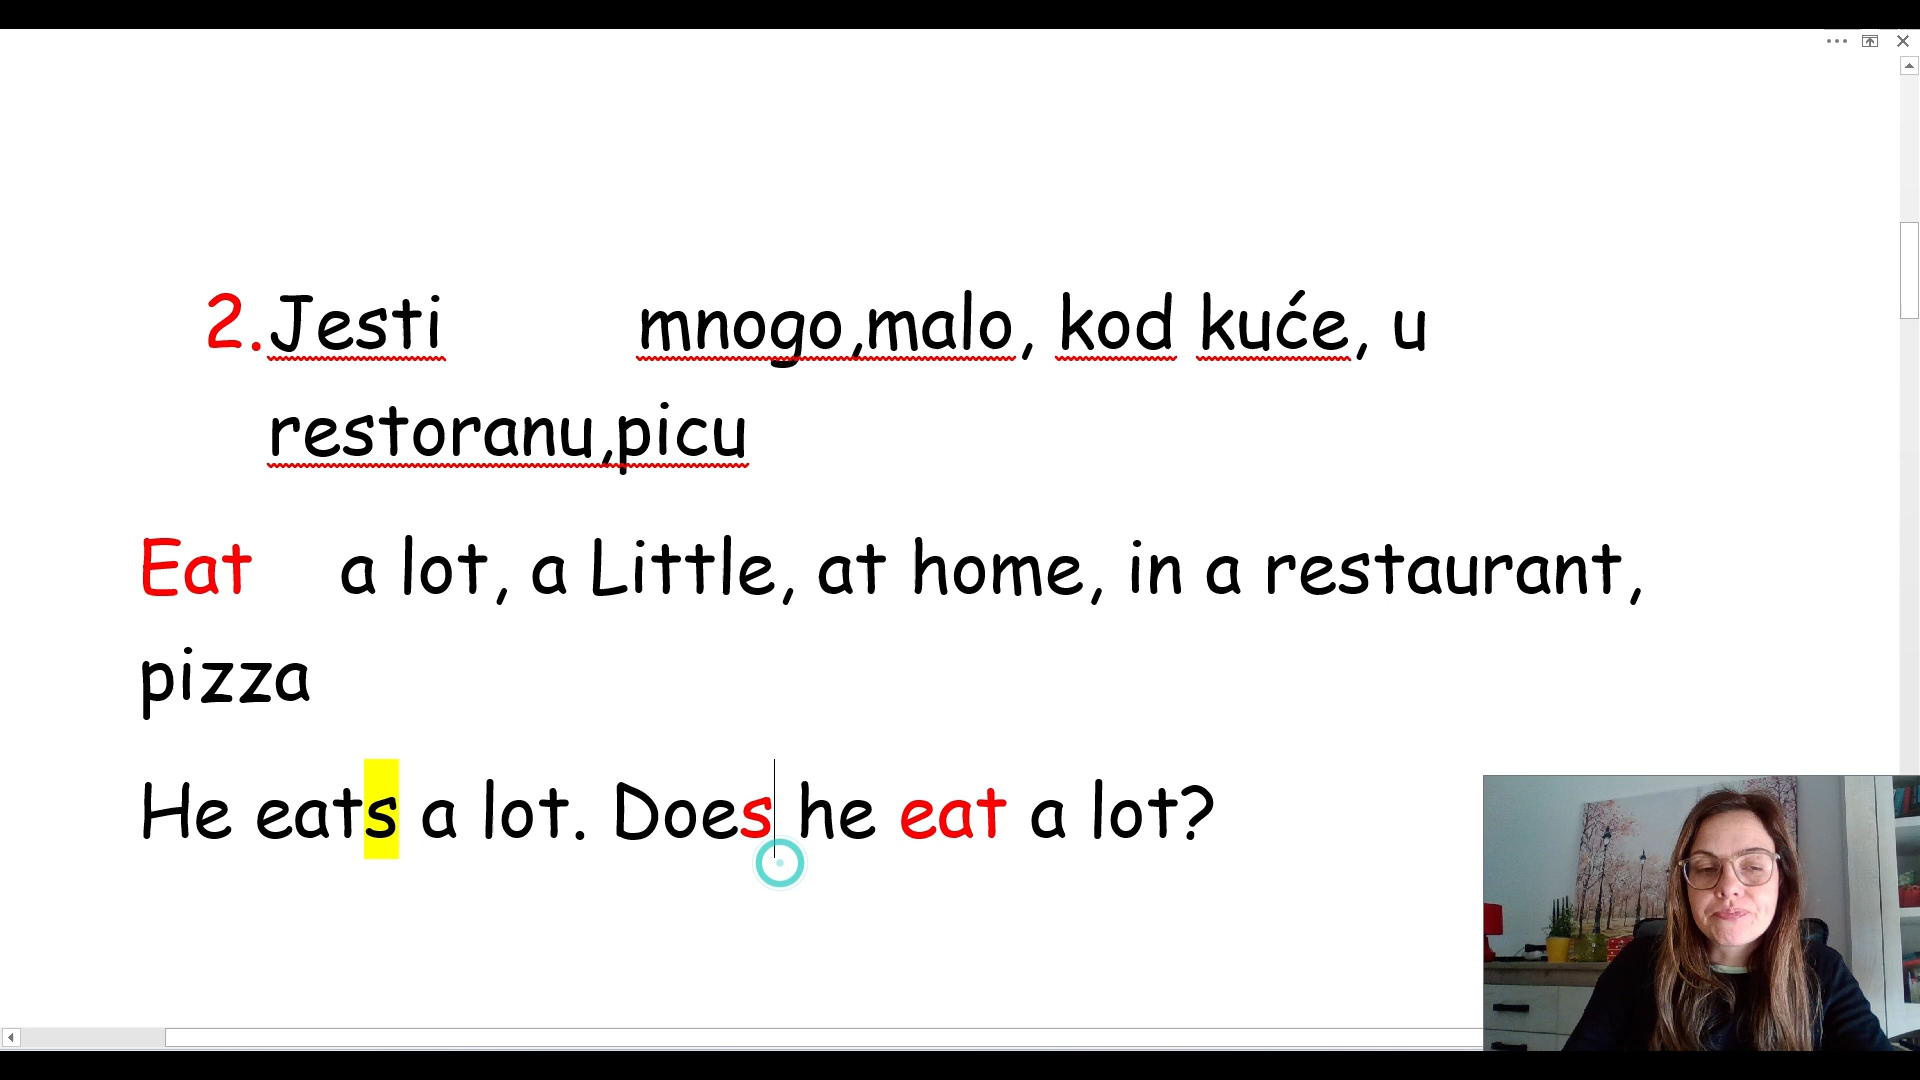 2. Jesti mnogo,malo, kod kuće, u
restoranu,picu
Eat a lot, a Little, at home, in a restaurant,
pizza
He eats a lot. Does he eat a lot?